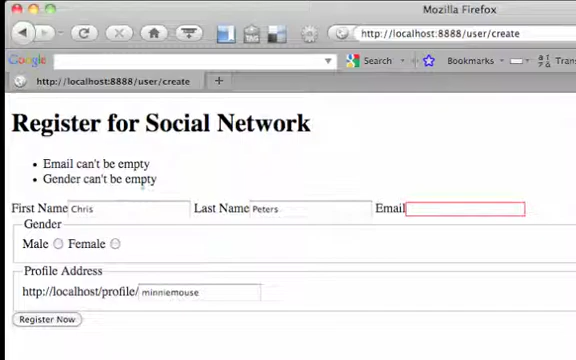 Mozilla Firefox
http://localhost:8888/user/create
Google Search Bookmarks
http://localhost:8888/user/create +
Register for Social Network
• Email can't be empty
• Gender can't be empty
First Name Chris Last Name Peters Email
Gender
Male Female
Profile Address
http://localhost/profile/ minniemouse
Register Now